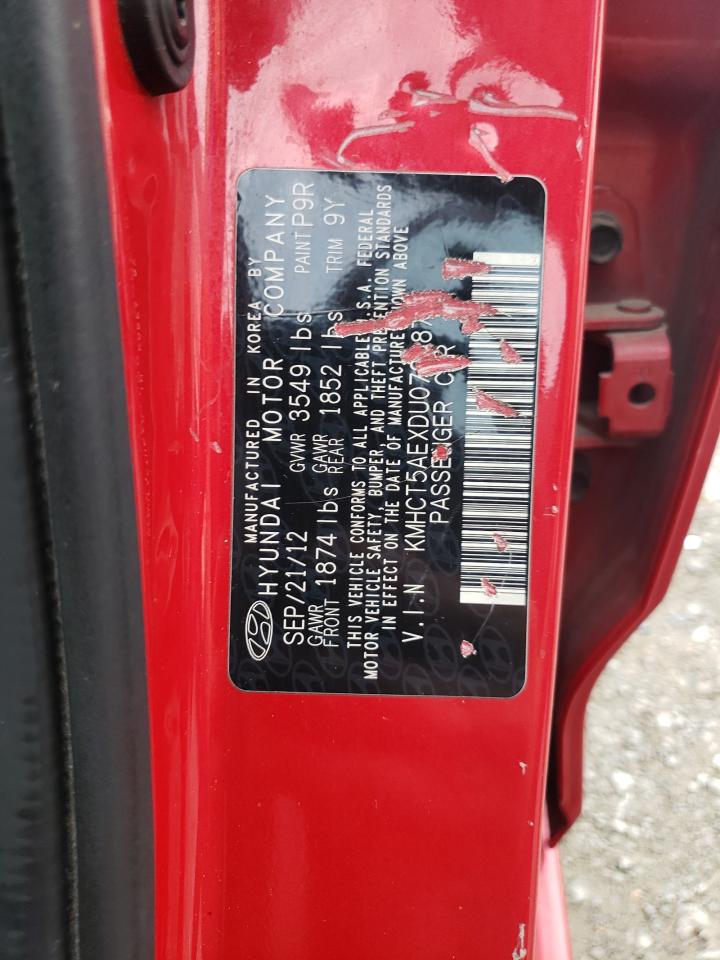 MANUFACTURED IN KOREA BY
HYUNDAI MOTOR COMPANY
SEP/21/12 GVWR 3549 lbs PAINT P9R
GAWR FRONT 1874 lbs GAWR REAR 1852 lbs TRIM 9Y
THIS VEHICLE CONFORMS TO ALL APPLICABLE U.S.A. FEDERAL
MOTOR VEHICLE SAFETY, BUMPER AND THEFT PREVENTION STANDARDS
IN EFFECT ON THE DATE OF MANUFACTURE SHOWN ABOVE
V.I.N
PASSENGER CAR